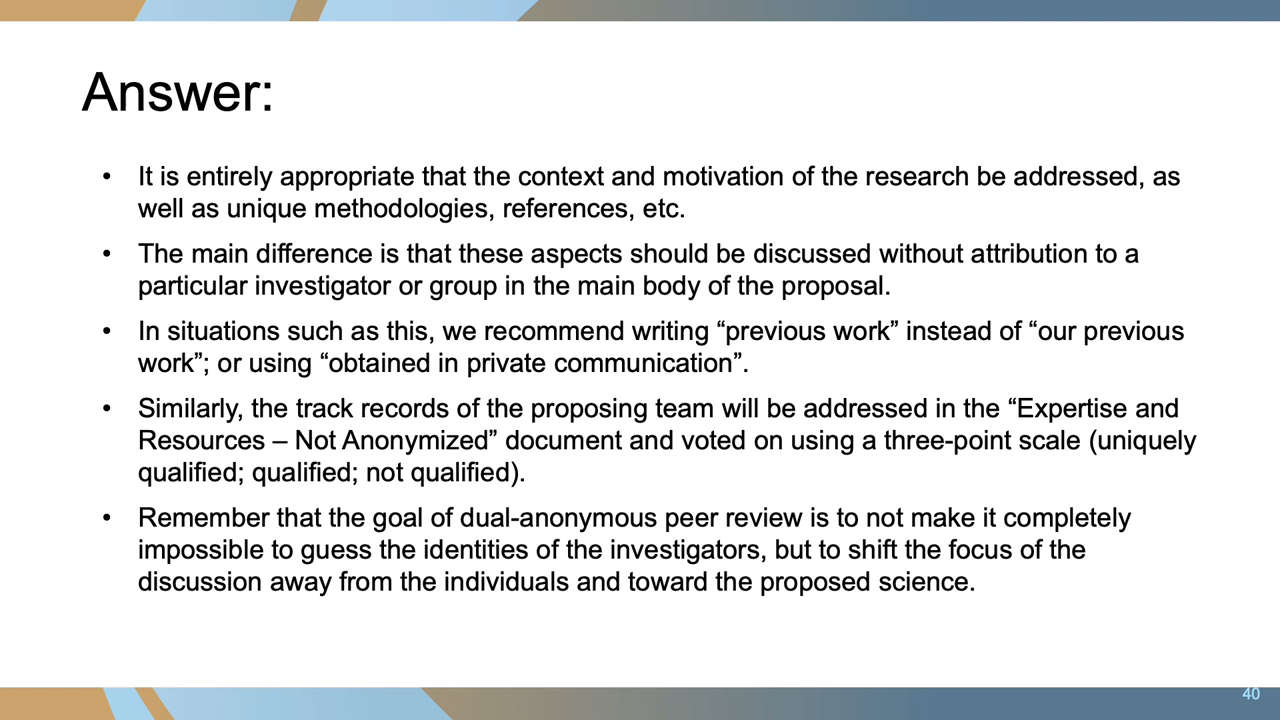 Answer:
• It is entirely appropriate that the context and motivation of the research be addressed, as
well as unique methodologies, references, etc.
• The main difference is that these aspects should be discussed without attribution to a
particular investigator or group in the main body of the proposal.
• In situations such as this, we recommend writing “previous work” instead of “our previous
work”; or using “obtained in private communication”.
• Similarly, the track records of the proposing team will be addressed in the “Expertise and
Resources – Not Anonymized” document and voted on using a three-point scale (uniquely
qualified; qualified; not qualified).
• Remember that the goal of dual-anonymous peer review is to not make it completely
impossible to guess the identities of the investigators, but to shift the focus of the
discussion away from the individuals and toward the proposed science.
40